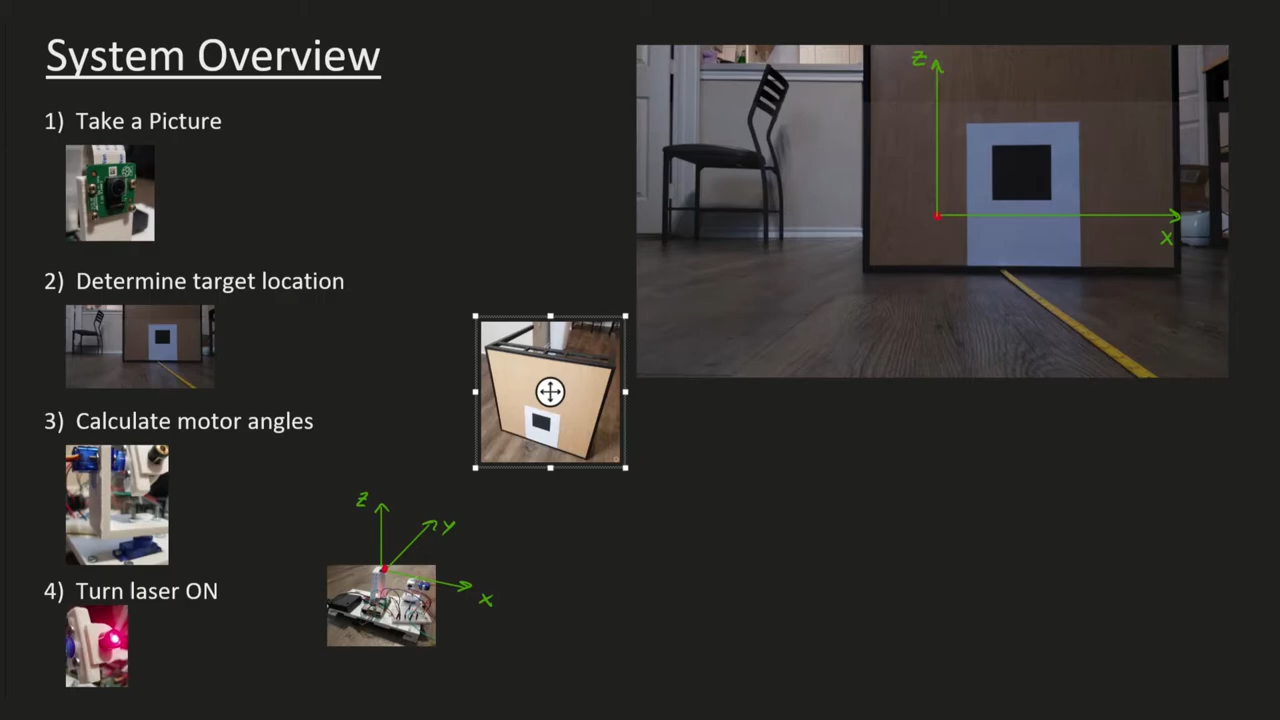 System Overview
1) Take a Picture
2) Determine target location
3) Calculate motor angles
4) Turn laser ON
z
x
z
y
x